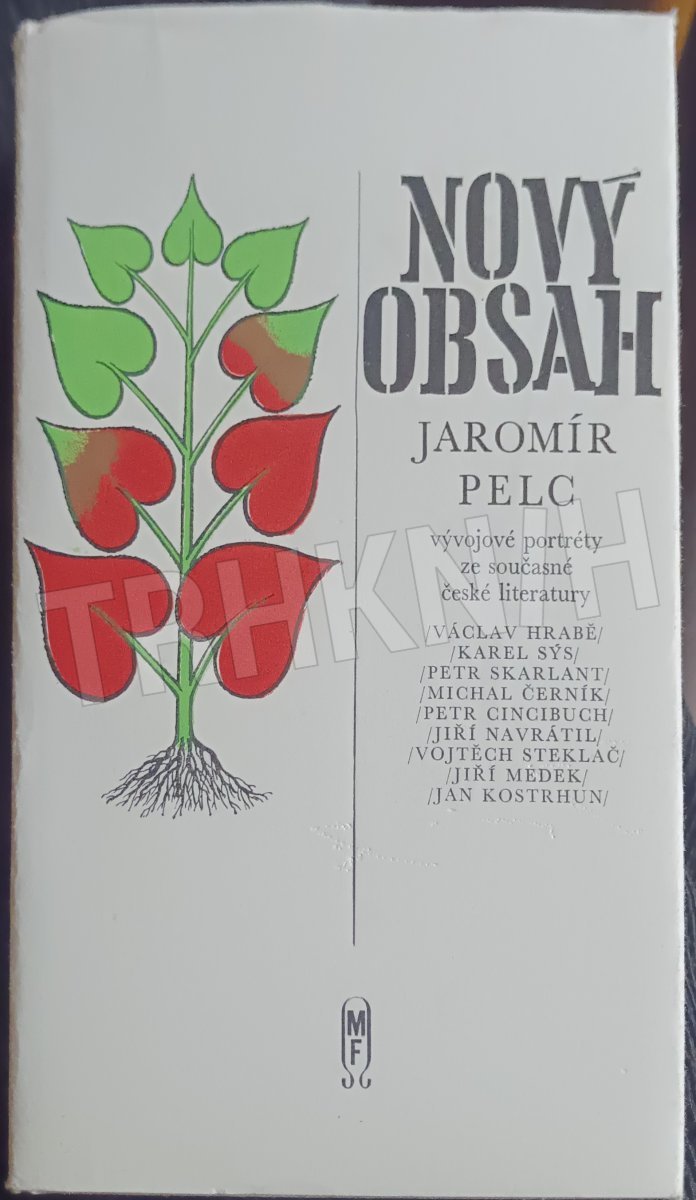 NOVÝ
OBSAH
JAROMÍR
PELC
vývojové portréty
ze současné
české literatury
/VÁCLAV HRABĚ/
/KAREL SÝS/
/PETR SKARLANT/
/MICHAL ČERNÍK/
/PETR CINCIBUCH/
/JIŘÍ NAVRÁTIL/
/VOJTĚCH STEKLAČ/
/JIŘÍ MEDEK/
/JAN KOSTRHUN/
MF
TRHKNIH